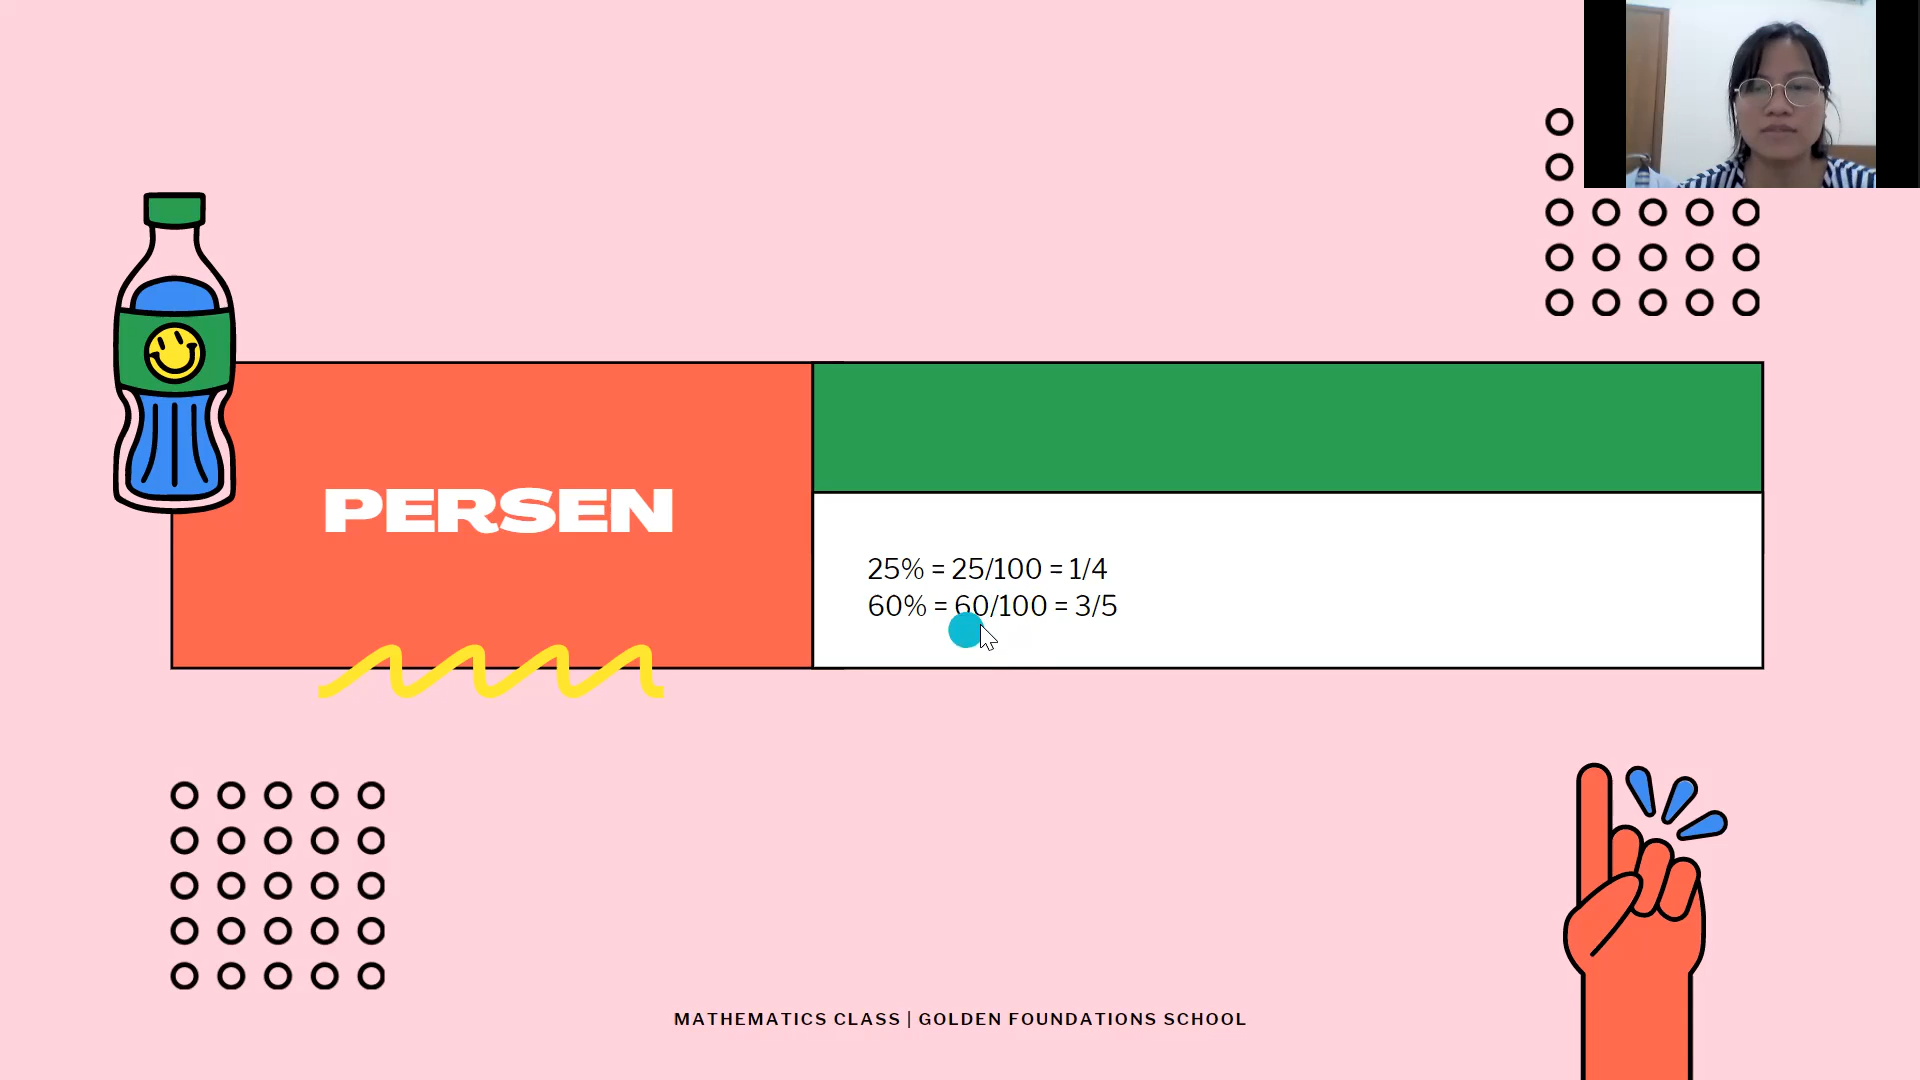 PERSEN
25% = 25/100 = 1/4
60% = 60/100 = 3/5
MATHEMATICS CLASS | GOLDEN FOUNDATIONS SCHOOL